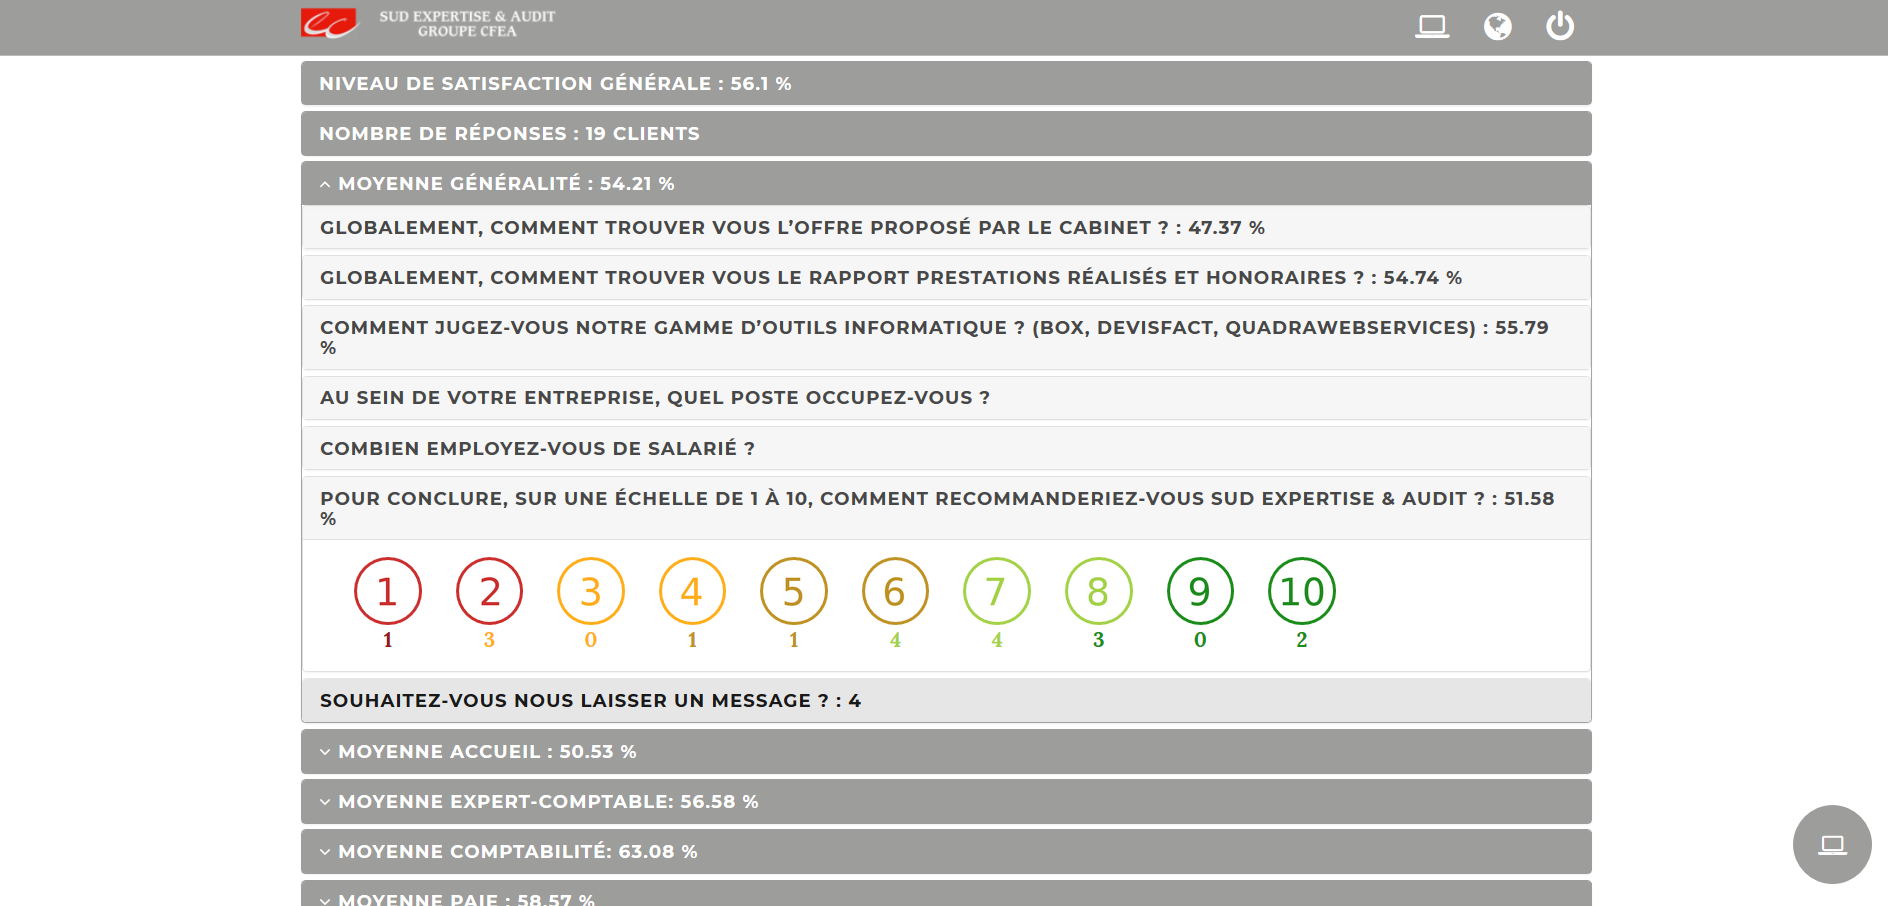 SUD EXPERTISE & AUDIT
GROUPE CFEA
NIVEAU DE SATISFACTION GÉNÉRALE : 56.1 %
NOMBRE DE RÉPONSES : 19 CLIENTS
MOYENNE GÉNÉRALITÉ : 54.21 %
GLOBALEMENT, COMMENT TROUVER VOUS L’OFFRE PROPOSÉ PAR LE CABINET ? : 47.37 %
GLOBALEMENT, COMMENT TROUVER VOUS LE RAPPORT PRESTATIONS RÉALISÉS ET HONORAIRES ? : 54.74 %
COMMENT JUGEZ-VOUS NOTRE GAMME D’OUTILS INFORMATIQUE ? (BOX, DEVISFACT, QUADRAWEBSERVICES) : 55.79
%
AU SEIN DE VOTRE ENTREPRISE, QUEL POSTE OCCUPEZ-VOUS ?
COMBIEN EMPLOYEZ-VOUS DE SALARIÉ ?
POUR CONCLURE, SUR UNE ÉCHELLE DE 1 À 10, COMMENT RECOMMANDERIEZ-VOUS SUD EXPERTISE & AUDIT ? : 51.58
%
1 2 3 4 5 6 7 8 9 10
1 3 0 1 1 4 4 3 0 2
SOUHAITEZ-VOUS NOUS LAISSER UN MESSAGE ? : 4
MOYENNE ACCUEIL : 50.53 %
MOYENNE EXPERT-COMPTABLE: 56.58 %
MOYENNE COMPTABILITÉ: 63.08 %
MOYENNE PAIE : 58.57 %